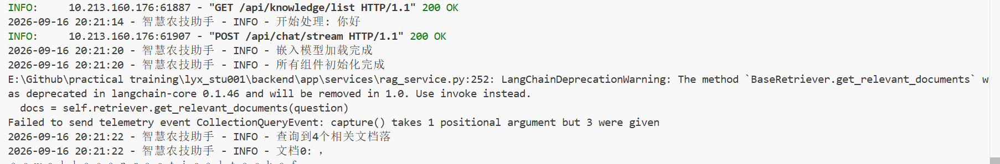 INFO:     10.213.160.176:61887 - "GET /api/knowledge/list HTTP/1.1" 200 OK
2026-09-16 20:21:14 - 智慧农技助手 - INFO - 开始处理: 你好
INFO:     10.213.160.176:61907 - "POST /api/chat/stream HTTP/1.1" 200 OK
2026-09-16 20:21:20 - 智慧农技助手 - INFO - 嵌入模型加载完成
2026-09-16 20:21:20 - 智慧农技助手 - INFO - 所有组件初始化完成
E:\Github\practical training\lyx_stu001\backend\app\services\rag_service.py:252: LangChainDeprecationWarning: The method `BaseRetriever.get_relevant_documents` w
as deprecated in langchain-core 0.1.46 and will be removed in 1.0. Use invoke instead.
  docs = self.retriever.get_relevant_documents(question)
Failed to send telemetry event CollectionQueryEvent: capture() takes 1 positional argument but 3 were given
2026-09-16 20:21:22 - 智慧农技助手 - INFO - 查询到4个相关文档落
2026-09-16 20:21:22 - 智慧农技助手 - INFO - 文档0: ，